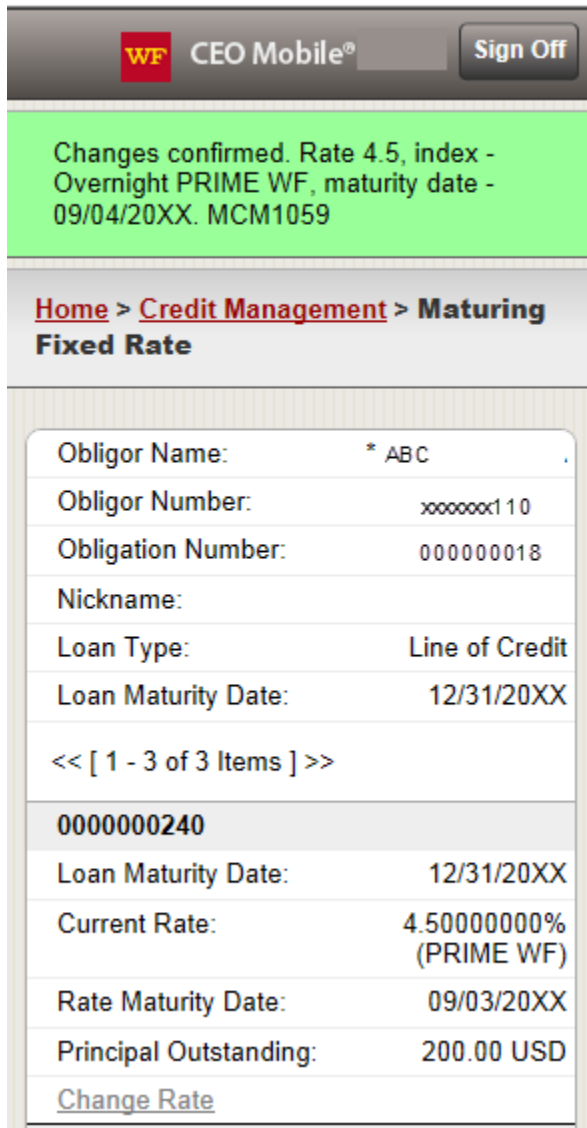 WF CEO Mobile® Sign Off
Changes confirmed. Rate 4.5, index -
Overnight PRIME WF, maturity date -
09/04/20XX. MCM1059
Home > Credit Management > Maturing
Fixed Rate
Obligor Name: * ABC
Obligor Number: xxxxxxx110
Obligation Number: 000000018
Nickname:
Loan Type: Line of Credit
Loan Maturity Date: 12/31/20XX
<< [ 1 - 3 of 3 Items ] >>
0000000240
Loan Maturity Date: 12/31/20XX
Current Rate: 4.50000000%
(PRIME WF)
Rate Maturity Date: 09/03/20XX
Principal Outstanding: 200.00 USD
Change Rate